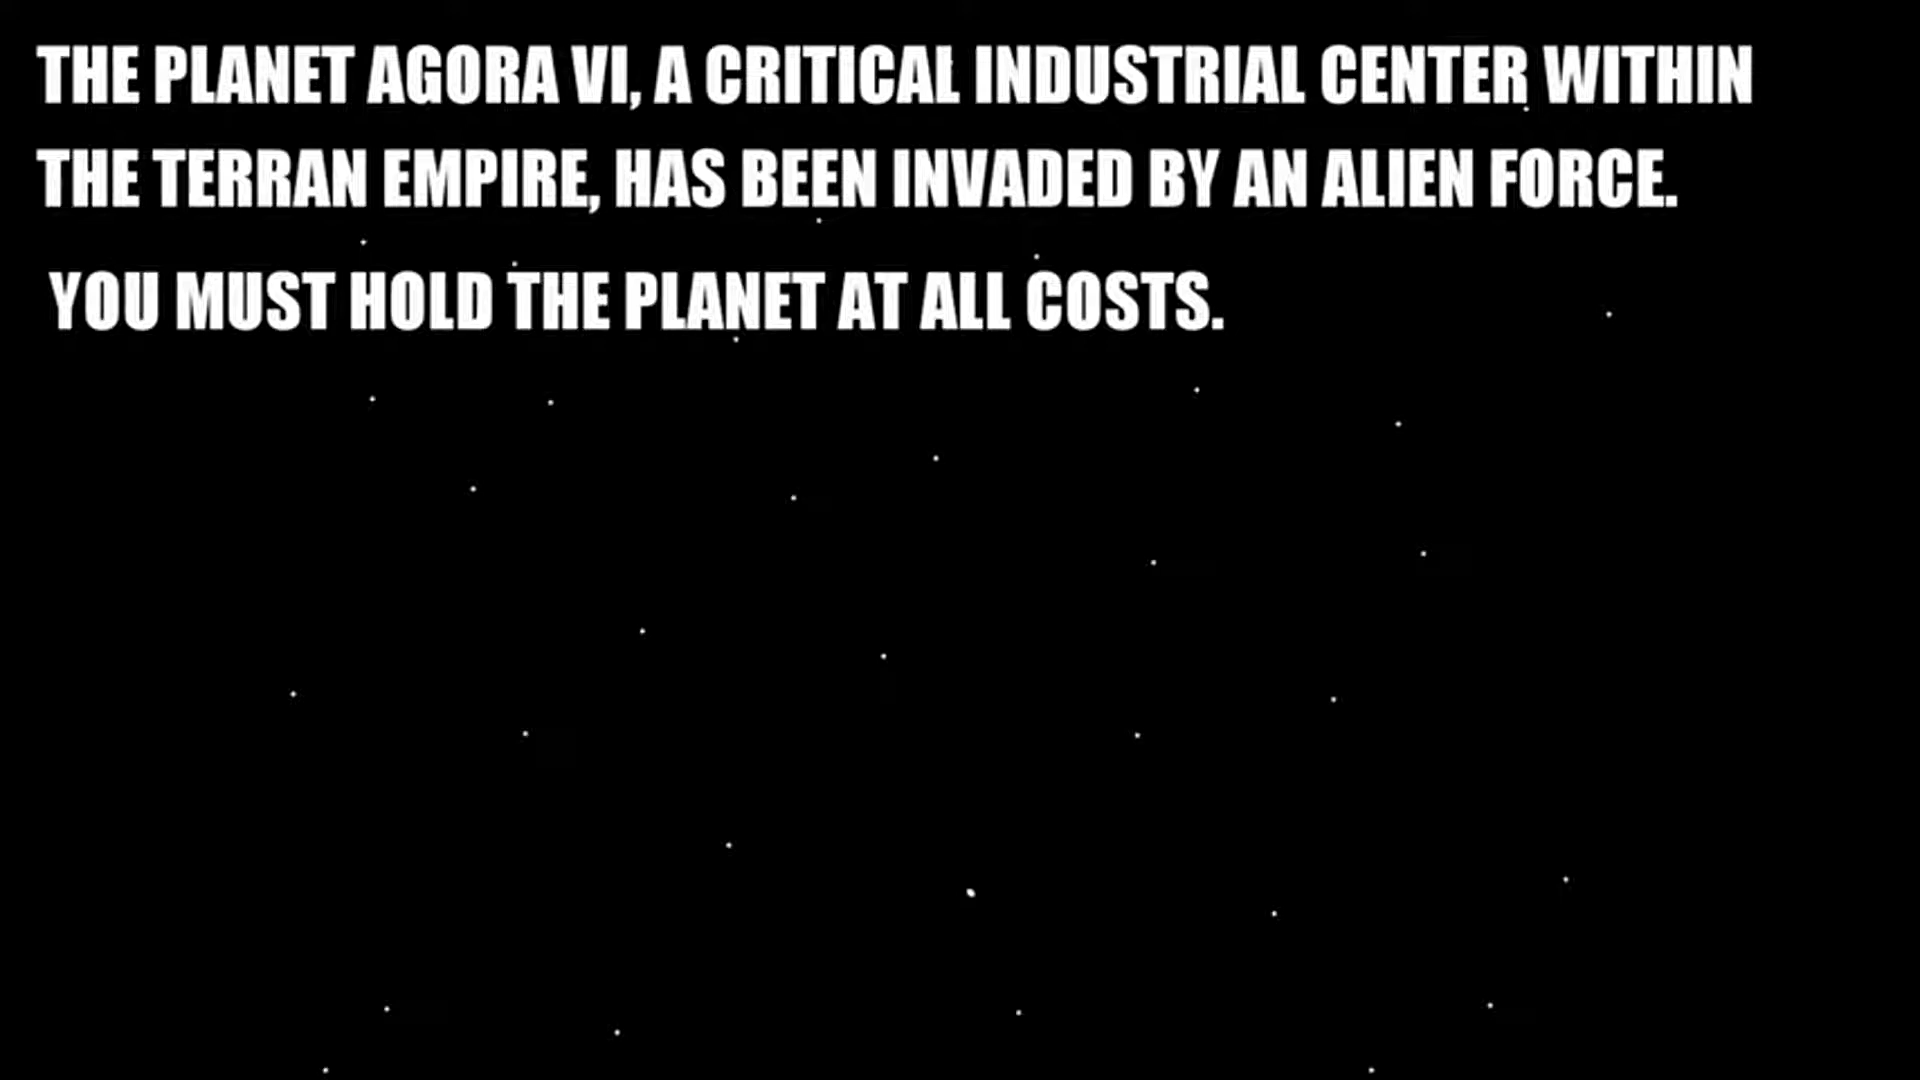 THE PLANET AGORA VI, A CRITICAL INDUSTRIAL CENTER WITHIN
THE TERRAN EMPIRE, HAS BEEN INVADED BY AN ALIEN FORCE.
YOU MUST HOLD THE PLANET AT ALL COSTS.